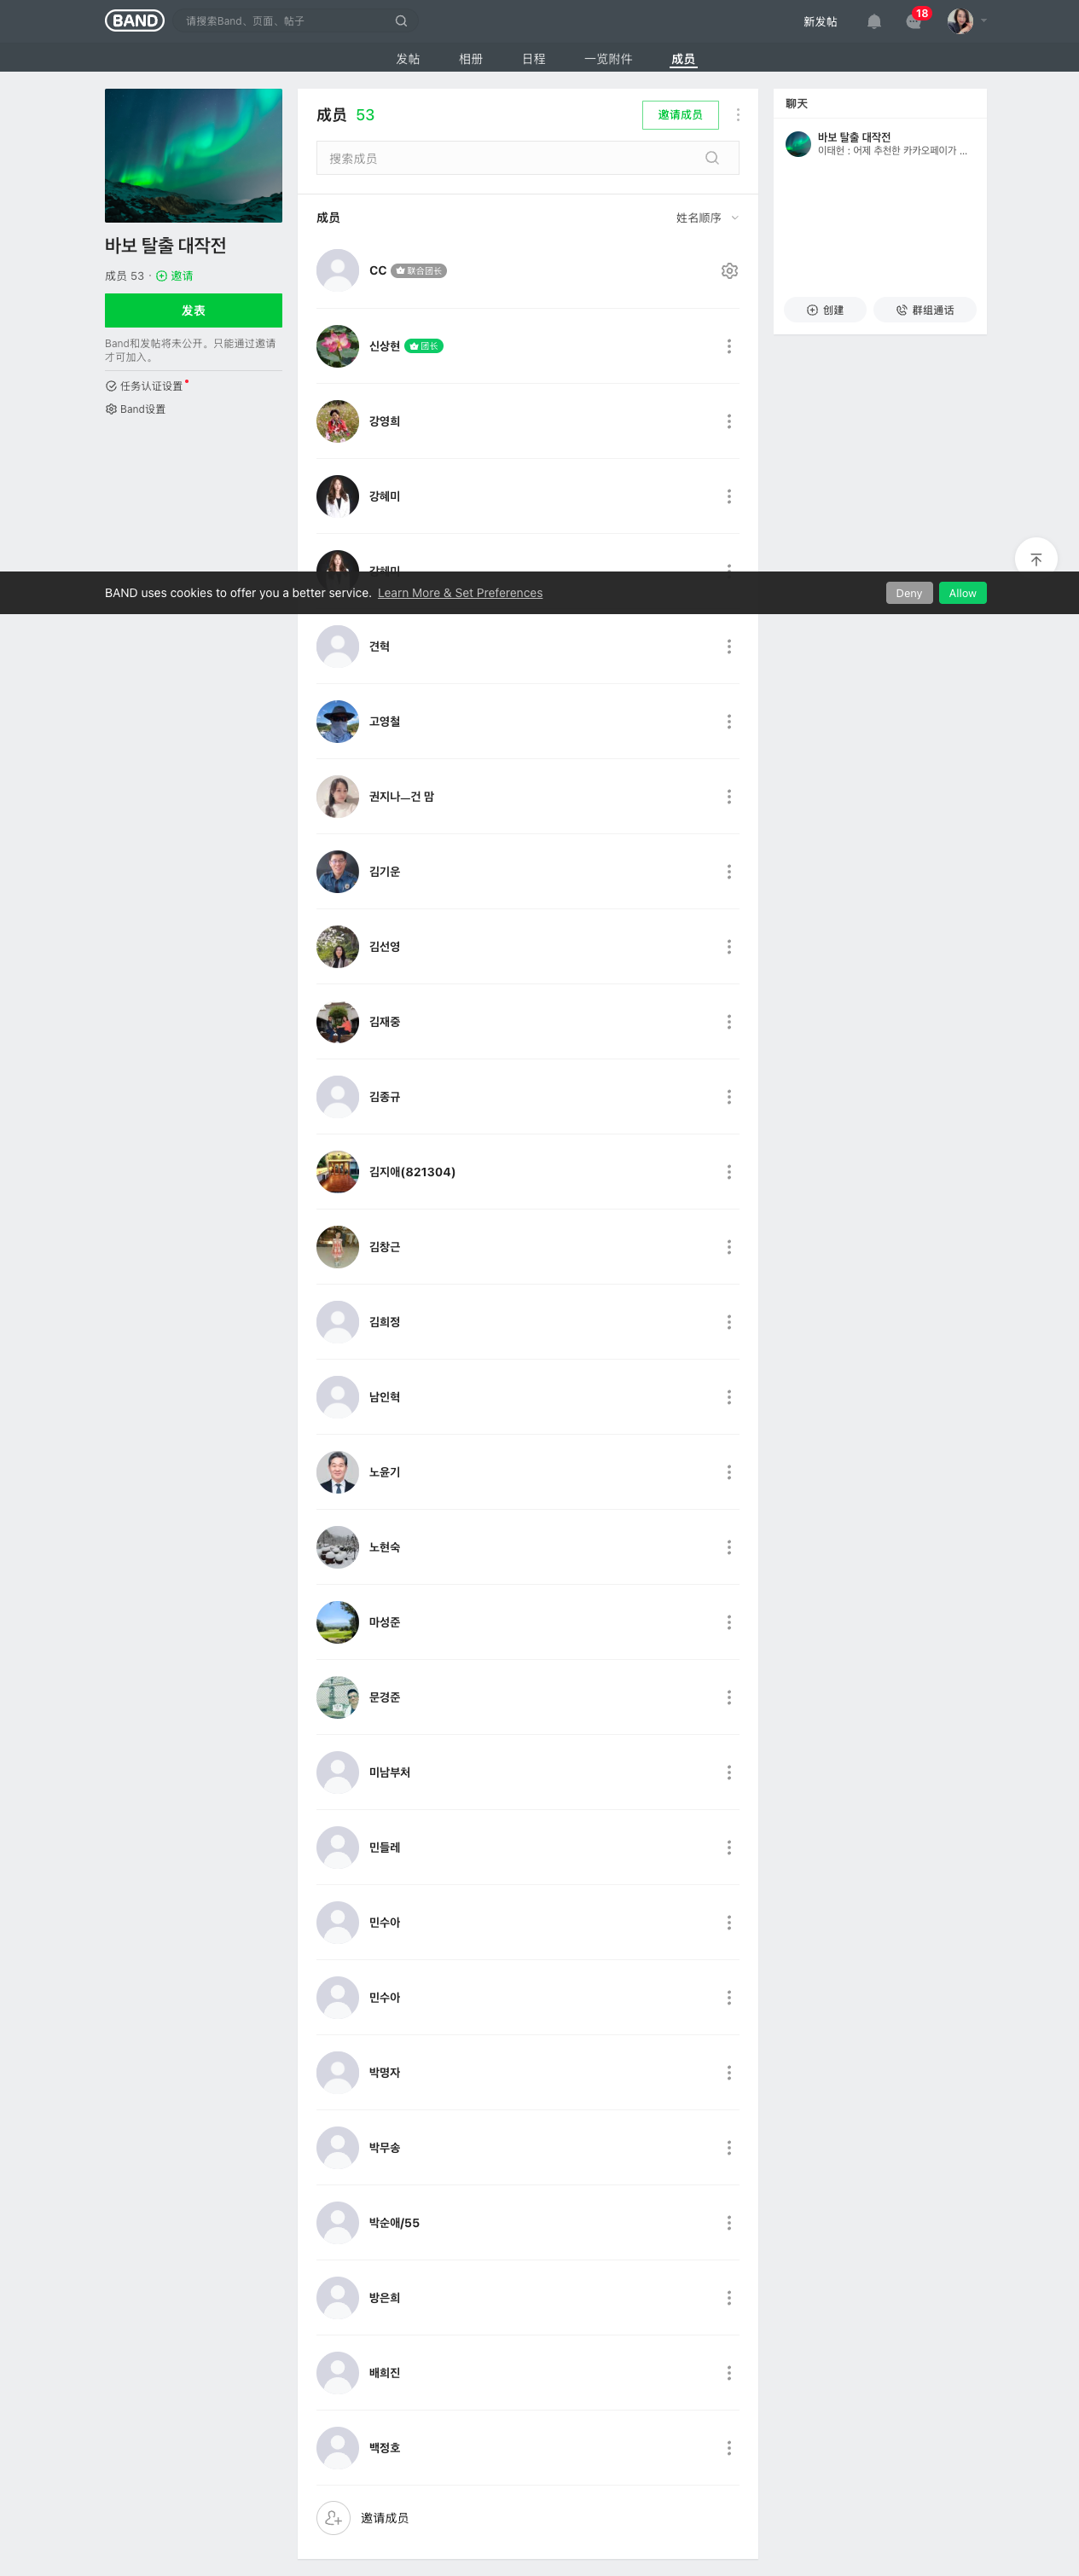 BAND
请搜索Band、页面、帖子
新发帖
18
发帖
相册
日程
一览附件
成员
바보 탈출 대작전
成员 53 · 邀请
发表
Band和发帖将未公开。只能通过邀请
才可加入。
任务认证设置
Band设置
成员 53
邀请成员
搜索成员
成员
姓名顺序
CC 联合团长
신상현 团长
강영희
강혜미
강혜미
견혁
고영철
권지나ㅡ건 맘
김기운
김선영
김재중
김종규
김지애(821304)
김창근
김희정
남인혁
노윤기
노현숙
마성준
문경준
미남부처
민들레
민수아
민수아
박명자
박무송
박순애/55
방은희
배희진
백정호
邀请成员
聊天
바보 탈출 대작전
이태헌 : 어제 추천한 카카오페이가 ...
创建
群组通话
BAND uses cookies to offer you a better service. Learn More & Set Preferences
Deny
Allow